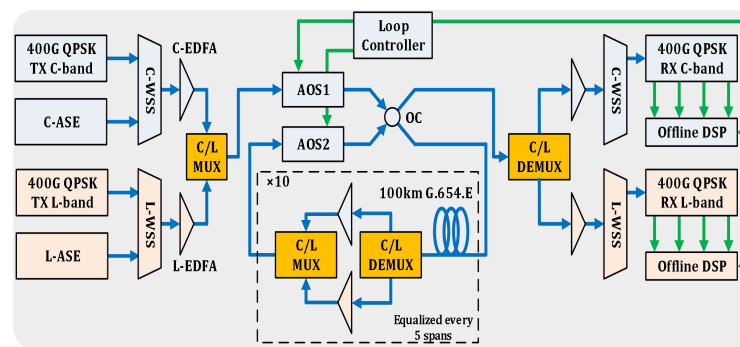 Loop
Controller
400G QPSK
TX C-band
C-ASE
C-WSS
C-EDFA
400G QPSK
TX L-band
L-ASE
L-WSS
L-EDFA
C/L
MUX
AOS1
AOS2
OC
×10
100km G.654.E
C/L
MUX
C/L
DEMUX
Equalized every
5 spans
C/L
DEMUX
C-WSS
400G QPSK
RX C-band
Offline DSP
L-WSS
400G QPSK
RX L-band
Offline DSP